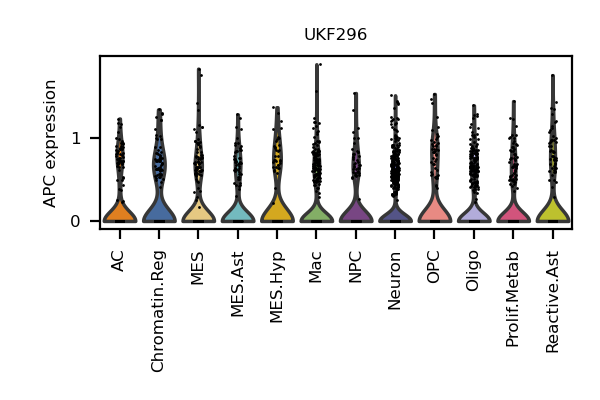 UKF296
APC expression
1
0
AC
Chromatin.Reg
MES
MES.Ast
MES.Hyp
Mac
NPC
Neuron
OPC
Oligo
Prolif.Metab
Reactive.Ast